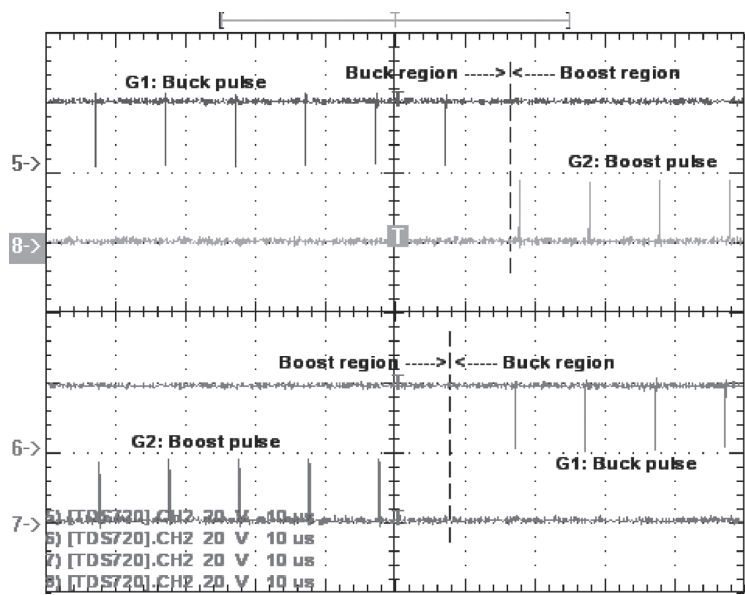 T
Buck region ----->|<----- Boost region
G1: Buck pulse
T
5->
G2: Boost pulse
8->
T
Boost region ----->|<----- Buck region
T
6->
G2: Boost pulse
G1: Buck pulse
7->
5) [TDS720].CH2 20 V 10 us
6) [TDS720].CH2 20 V 10 us
7) [TDS720].CH2 20 V 10 us
8) [TDS720].CH2 20 V 10 us